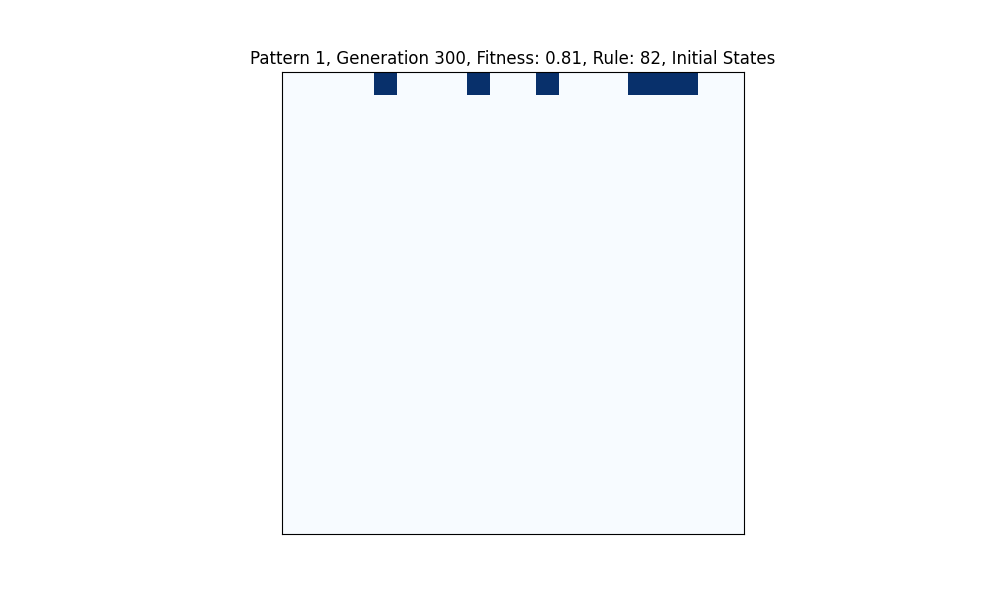 Pattern 1, Generation 300, Fitness: 0.81, Rule: 82, Initial States